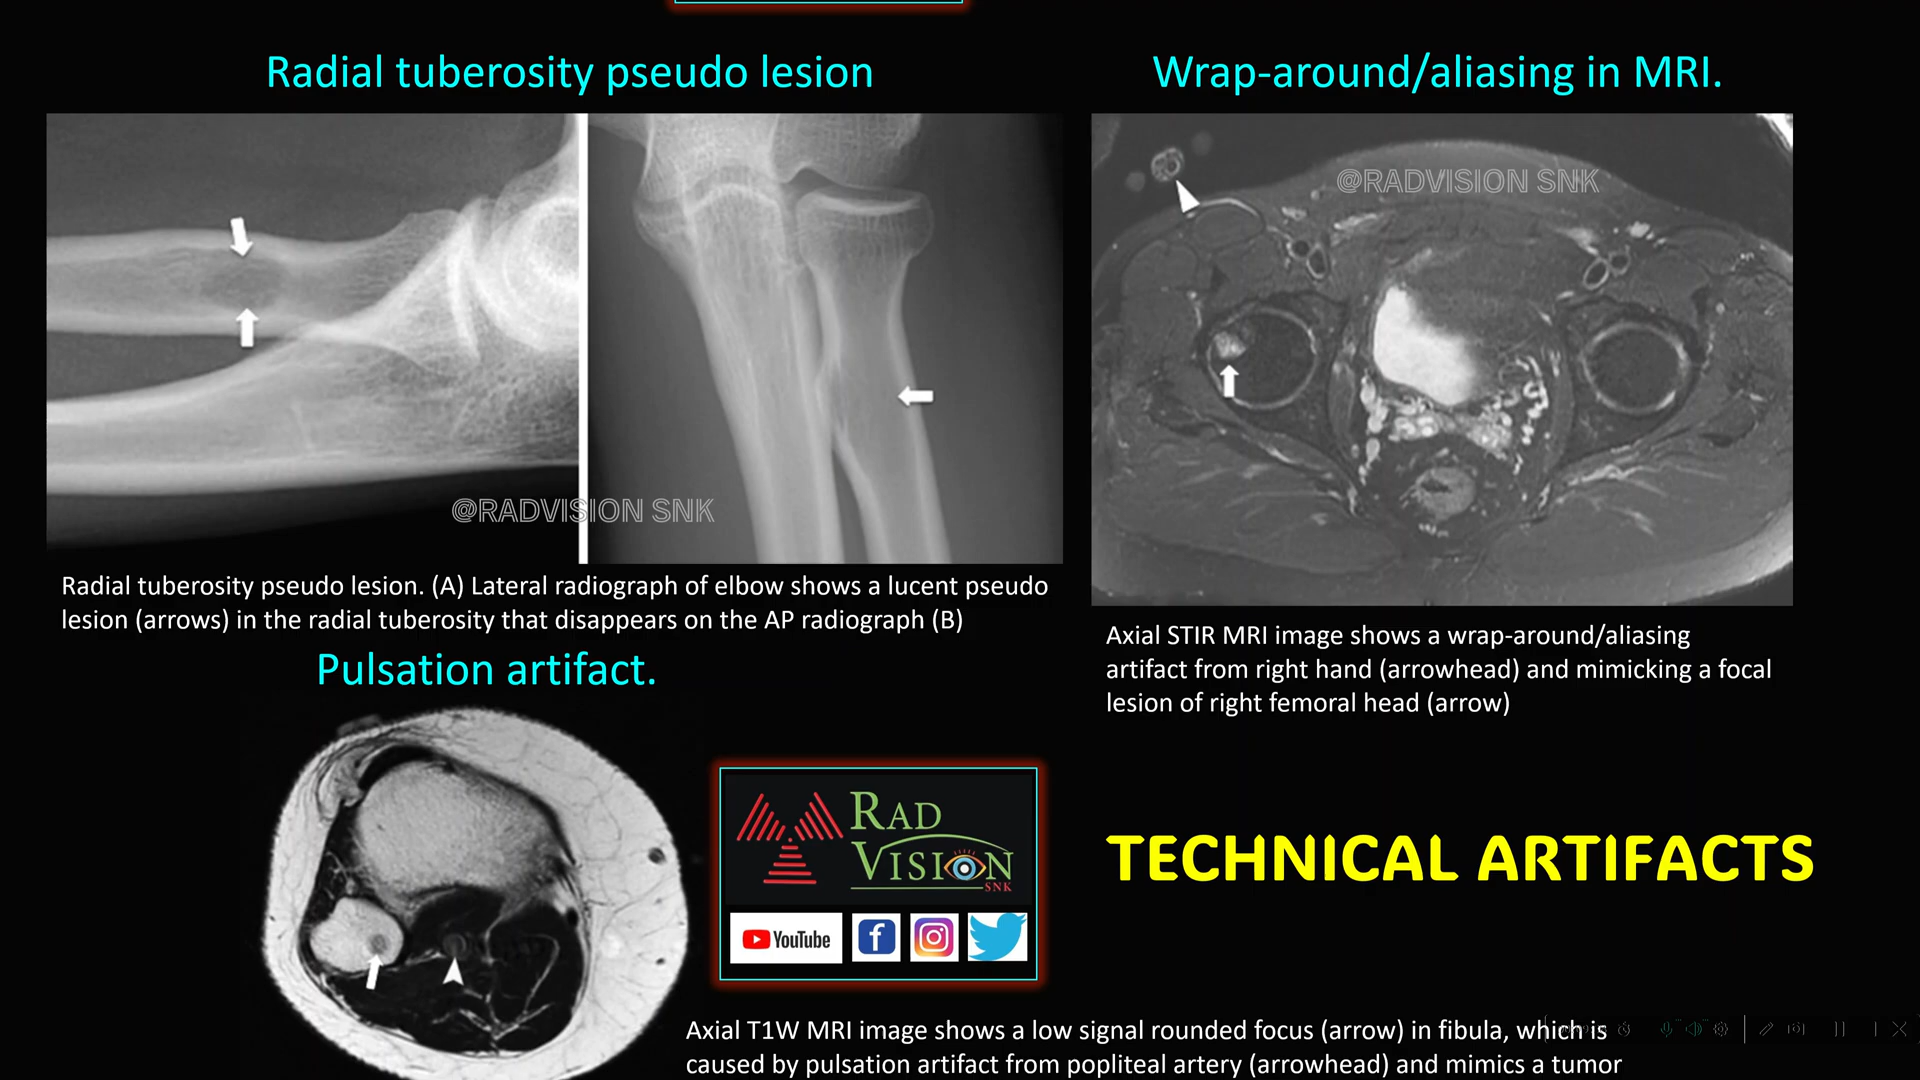 Radial tuberosity pseudo lesion
Wrap-around/aliasing in MRI.
@RADVISION SNK
@RADVISION SNK
Radial tuberosity pseudo lesion. (A) Lateral radiograph of elbow shows a lucent pseudo
lesion (arrows) in the radial tuberosity that disappears on the AP radiograph (B)
Axial STIR MRI image shows a wrap-around/aliasing
artifact from right hand (arrowhead) and mimicking a focal
lesion of right femoral head (arrow)
Pulsation artifact.
RAD
VISION
SNK
YouTube
TECHNICAL ARTIFACTS
Axial T1W MRI image shows a low signal rounded focus (arrow) in fibula, which is
caused by pulsation artifact from popliteal artery (arrowhead) and mimics a tumor